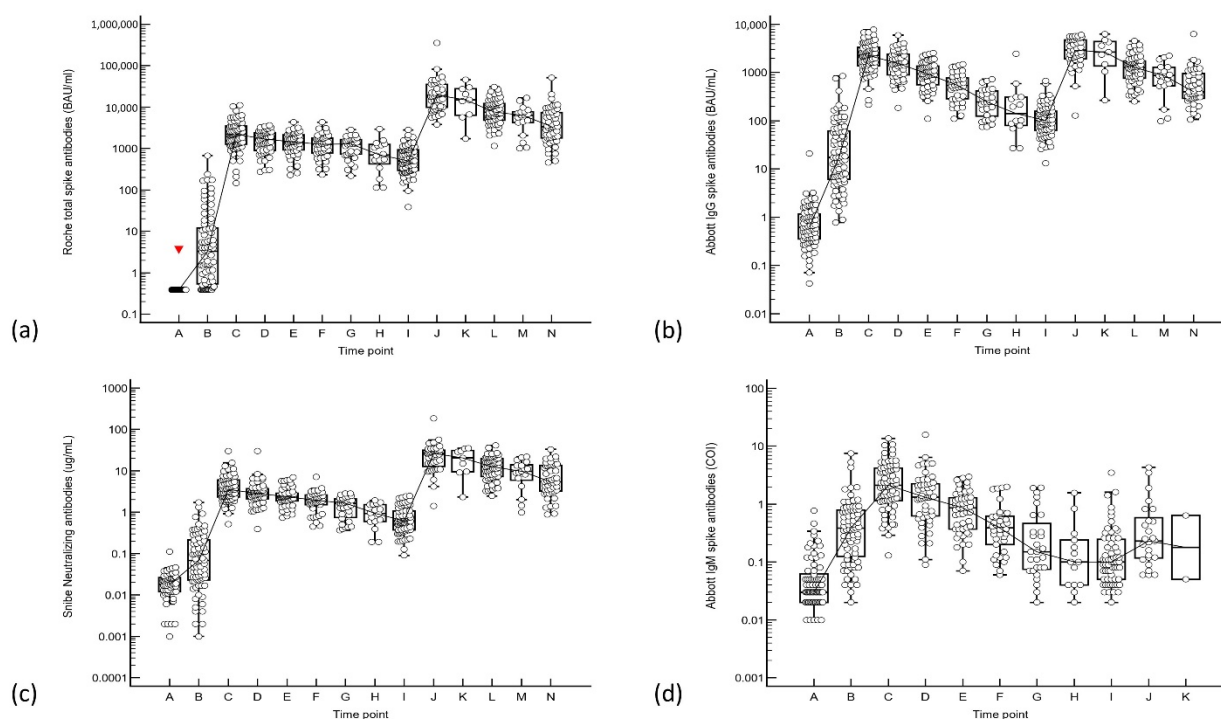 Roche total spike antibodies (BAU/ml)
1,000,000
100,000
10,000
1000
100
10
1
0.1
A B C D E F G H I J K L M N
Time point
(a)
Abbott IgG spike antibodies (BAU/mL)
10,000
1000
100
10
1
0.1
0.01
A B C D E F G H I J K L M N
Time point
(b)
Snibe Neutralizing antibodies (ug/mL)
1000
100
10
1
0.1
0.01
0.001
0.0001
A B C D E F G H I J K L M N
Time point
(c)
Abbott IgM spike antibodies (COI)
100
10
1
0.1
0.01
0.001
A B C D E F G H I J K
Time point
(d)